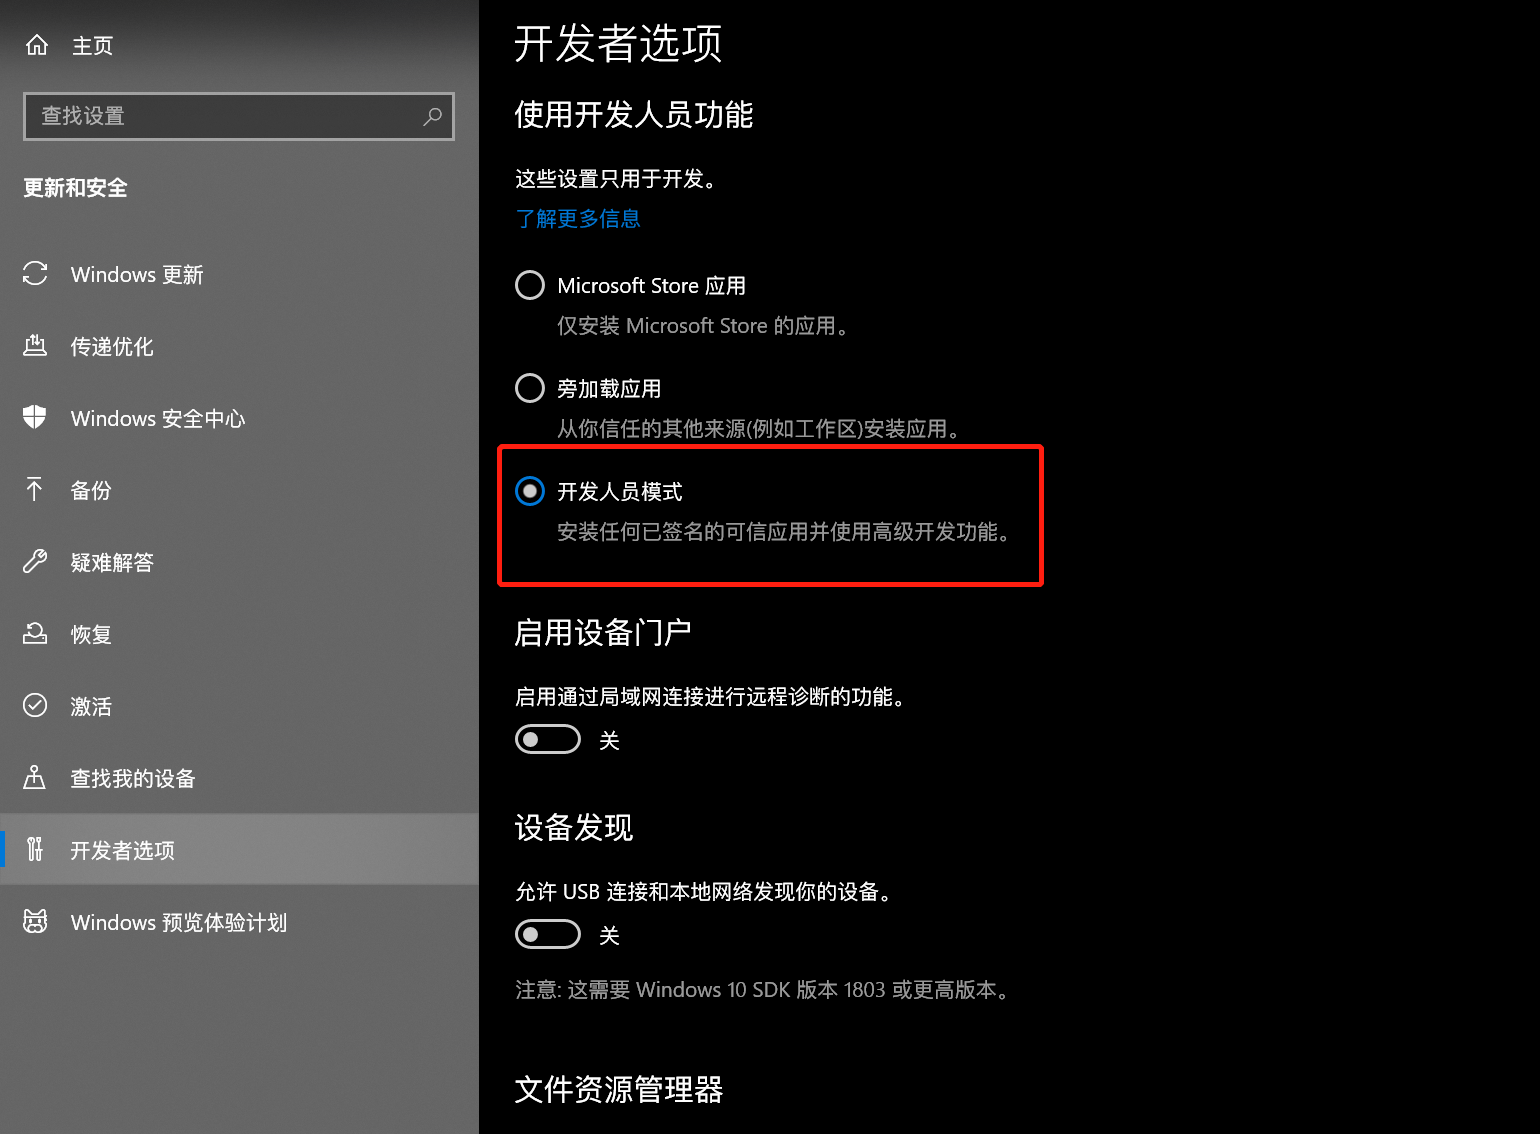 主页
查找设置
更新和安全
Windows 更新
传递优化
Windows 安全中心
备份
疑难解答
恢复
激活
查找我的设备
开发者选项
Windows 预览体验计划
开发者选项
使用开发人员功能
这些设置只用于开发。
了解更多信息
Microsoft Store 应用
仅安装 Microsoft Store 的应用。
旁加载应用
从你信任的其他来源(例如工作区)安装应用。
开发人员模式
安装任何已签名的可信应用并使用高级开发功能。
启用设备门户
启用通过局域网连接进行远程诊断的功能。
关
设备发现
允许 USB 连接和本地网络发现你的设备。
关
注意: 这需要 Windows 10 SDK 版本 1803 或更高版本。
文件资源管理器